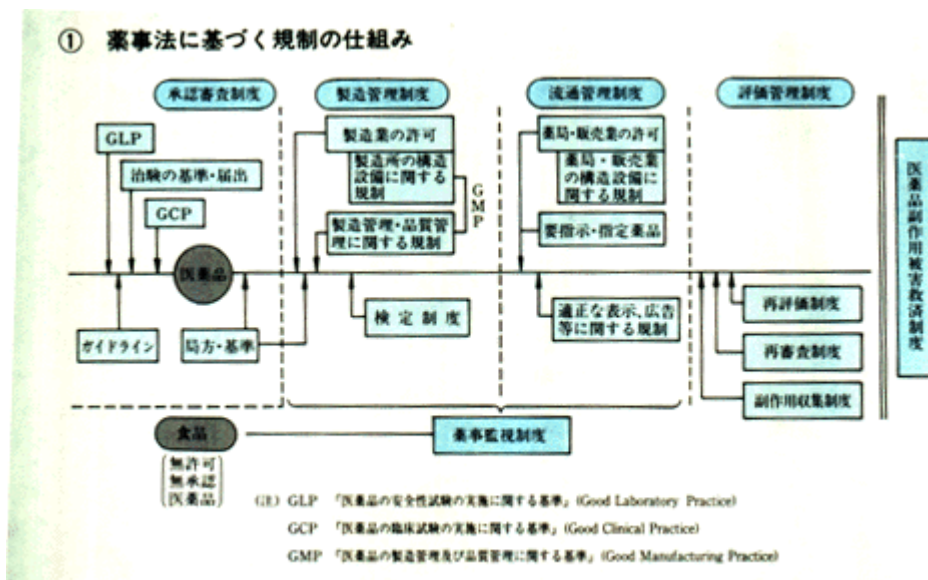 ① 薬事法に基づく規制の仕組み
承認審査制度
製造管理制度
流通管理制度
評価管理制度
GLP
治験の基準・届出
GCP
医薬品
ガイドライン
局方・基準
製造業の許可
製造所の構造
設備に関する
規制
GMP
製造管理・品質管
理に関する規制
検定制度
薬局・販売業の許可
薬局・販売業
の構造設備に
関する規制
要指示・指定薬品
適正な表示、広告
等に関する規制
再評価制度
再審査制度
副作用収集制度
医薬品副作用被害救済制度
食品
無許可
無承認
医薬品
薬事監視制度
(注) GLP 「医薬品の安全性試験の実施に関する基準」(Good Laboratory Practice)
GCP 「医薬品の臨床試験の実施に関する基準」(Good Clinical Practice)
GMP 「医薬品の製造管理及び品質管理に関する基準」(Good Manufacturing Practice)